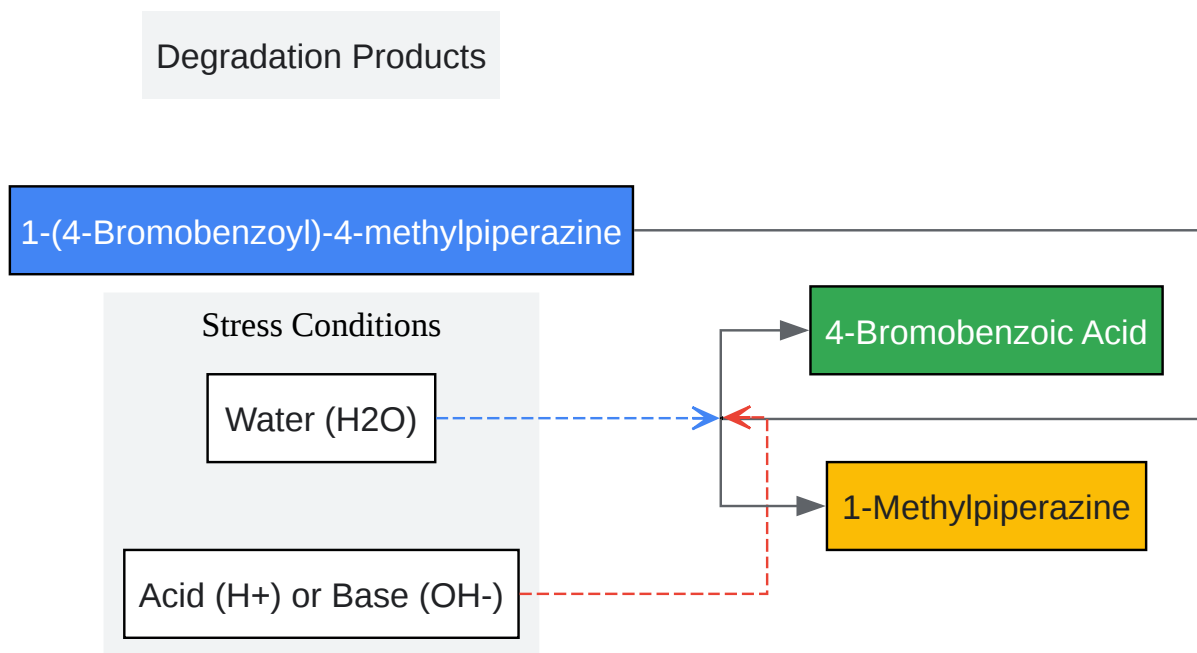 Degradation Products
1-(4-Bromobenzoyl)-4-methylpiperazine
Stress Conditions
4-Bromobenzoic Acid
Water (H2O)
1-Methylpiperazine
Acid (H+) or Base (OH-)